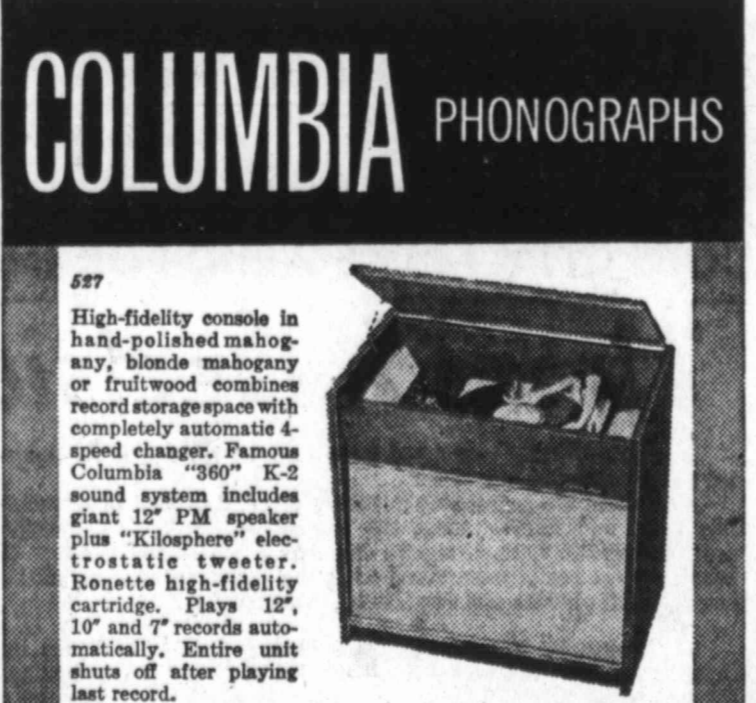 COLUMBIA PHONOGRAPHS
527
High-fidelity console in
hand-polished mahog-
any, blonde mahogany
or fruitwood combines
record storage space with
completely automatic 4-
speed changer. Famous
Columbia “360” K-2
sound system includes
giant 12″ PM speaker
plus “Kilosphere” elec-
trostatic tweeter.
Ronette high-fidelity
cartridge. Plays 12″,
10″ and 7″ records auto-
matically. Entire unit
shuts off after playing
last record.